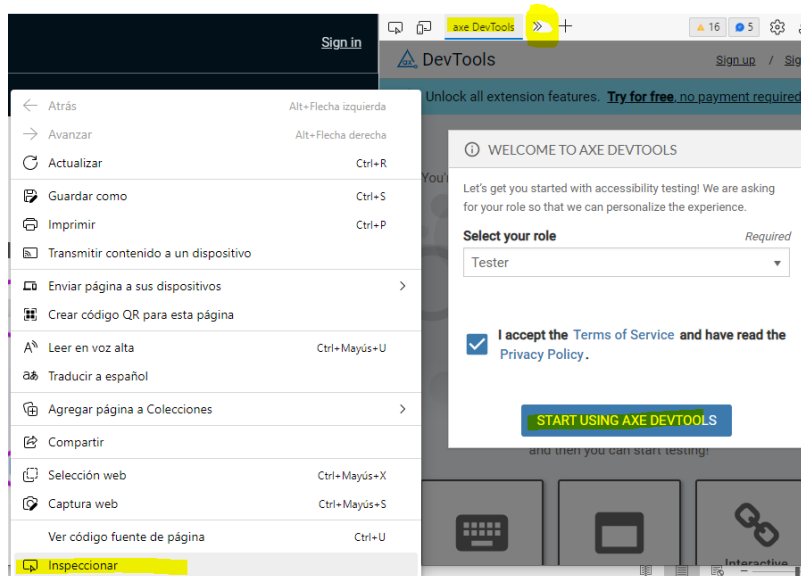 Sign in
Atrás Alt+Flecha izquierda
Avanzar Alt+Flecha derecha
Actualizar Ctrl+R
Guardar como Ctrl+S
Imprimir Ctrl+P
Transmitir contenido a un dispositivo
Enviar página a sus dispositivos
Crear código QR para esta página
Leer en voz alta Ctrl+Mayús+U
Traducir a español
Agregar página a Colecciones
Compartir
Selección web Ctrl+Mayús+X
Captura web Ctrl+Mayús+S
Ver código fuente de página Ctrl+U
Inspeccionar
axe DevTools
16 5
ax DevTools Sign up / Sig
Unlock all extension features. Try for free, no payment required
You'r
WELCOME TO AXE DEVTOOLS
Let's get you started with accessibility testing! We are asking
for your role so that we can personalize the experience.
Select your role Required
Tester
I accept the Terms of Service and have read the
Privacy Policy.
START USING AXE DEVTOOLS
and then you can start testing!
Interactive